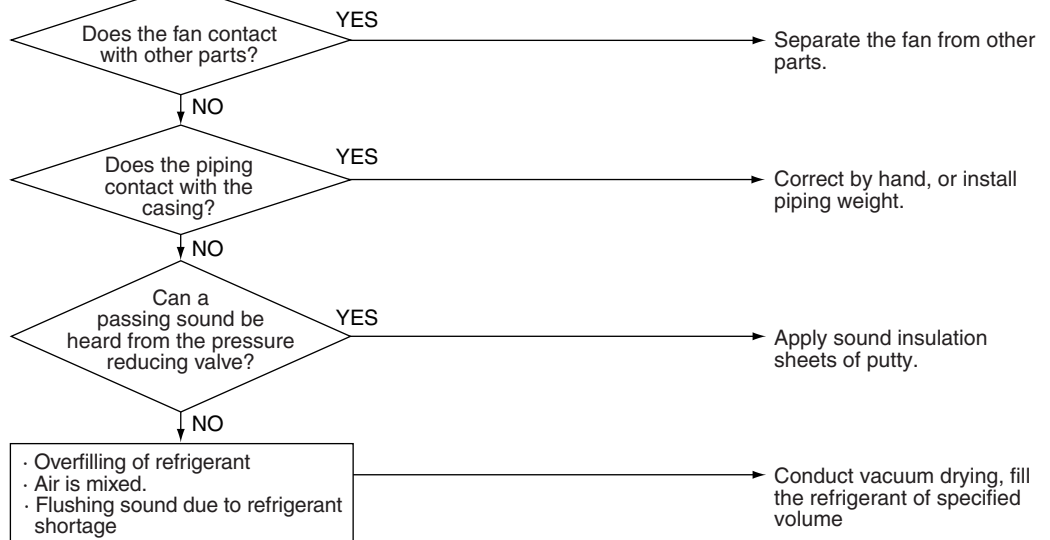 YES
Does the fan contact
with other parts?
Separate the fan from other
parts.
NO
YES
Does the piping
contact with the
casing?
Correct by hand, or install
piping weight.
NO
Can a
passing sound be
heard from the pressure
reducing valve?
YES
Apply sound insulation
sheets of putty.
NO
· Overfilling of refrigerant
· Air is mixed.
· Flushing sound due to refrigerant
shortage
Conduct vacuum drying, fill
the refrigerant of specified
volume